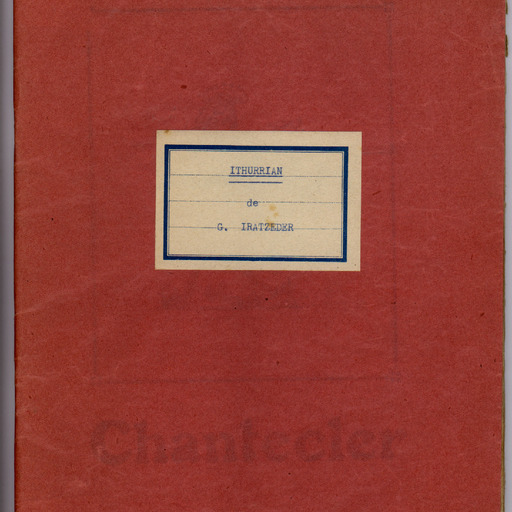 ITHURRIAN
de
G. IRATZEDER
Chantecler